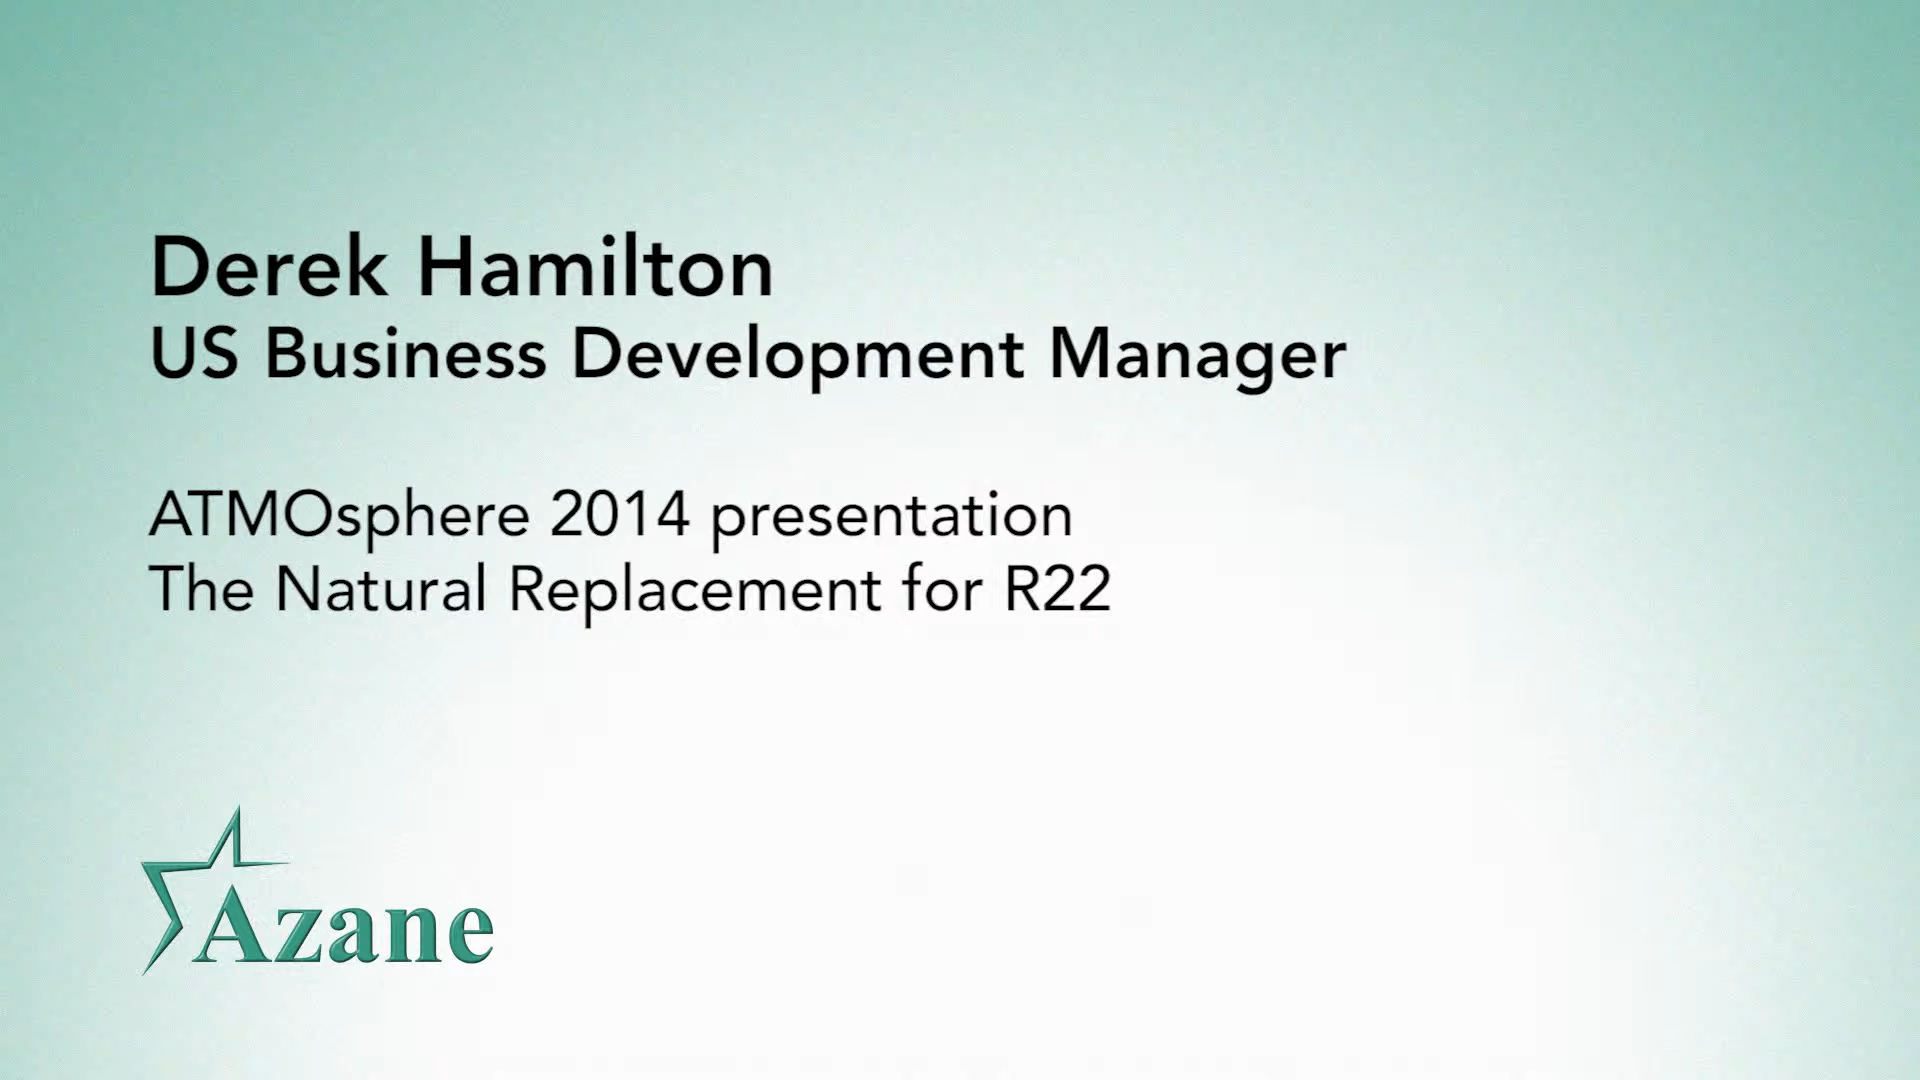 Derek Hamilton
US Business Development Manager
ATMOsphere 2014 presentation
The Natural Replacement for R22
Azane